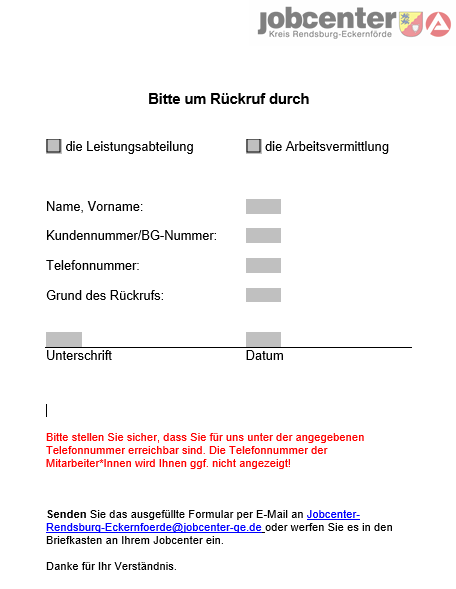 jobcenter
Kreis Rendsburg-Eckernförde
Bitte um Rückruf durch
die Leistungsabteilung die Arbeitsvermittlung
Name, Vorname:
Kundennummer/BG-Nummer:
Telefonnummer:
Grund des Rückrufs:
Unterschrift Datum
Bitte stellen Sie sicher, dass Sie für uns unter der angegebenen
Telefonnummer erreichbar sind. Die Telefonnummer der
Mitarbeiter*Innen wird Ihnen ggf. nicht angezeigt!
Senden Sie das ausgefüllte Formular per E-Mail an Jobcenter-
Rendsburg-Eckernfoerde@jobcenter-ge.de oder werfen Sie es in den
Briefkasten an Ihrem Jobcenter ein.
Danke für Ihr Verständnis.